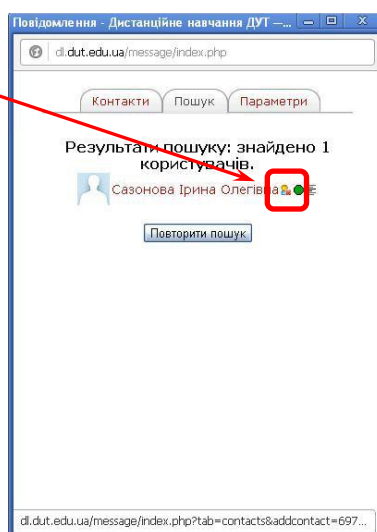 Повідомлення - Дистанційне навчання ДУТ —...
dl.dut.edu.ua/message/index.php
Контакти Пошук Параметри
Результати пошуку: знайдено 1
користувачів.
Сазонова Ірина Олегівна
Повторити пошук
dl.dut.edu.ua/message/index.php?tab=contacts&addcontact=697...